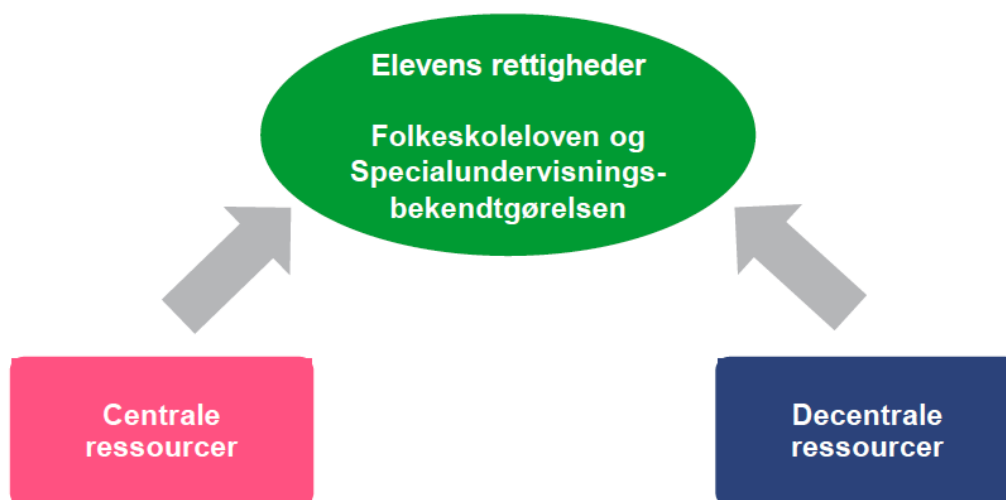 Elevens rettigheder
Folkeskoleloven og
Specialundervisnings-
bekendtgørelsen
Centrale
ressourcer
Decentrale
ressourcer